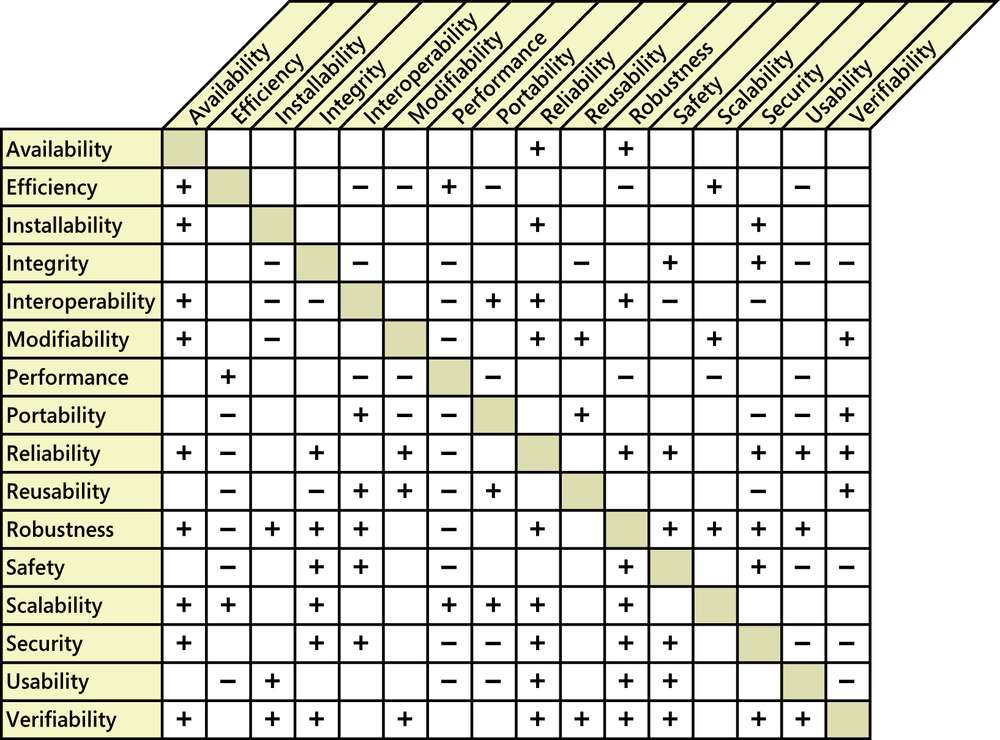 Availability Efficiency Installability Integrity Interoperability Modifiability Performance Portability Reliability Reusability Robustness Safety Scalability Security Usability Verifiability
Availability + +
Efficiency + − − + − − + −
Installability + + +
Integrity − − − − + + − −
Interoperability + − − − + + + − −
Modifiability + − − + + + +
Performance + − − − − − −
Portability − + − − + − − +
Reliability + − + + − + + + + +
Reusability − − + + − + − +
Robustness + − + + + − + + + + +
Safety − + + − + + − −
Scalability + + + + + + +
Security + + + − − + + + − −
Usability − + − − + + + −
Verifiability + + + + + + + + + +